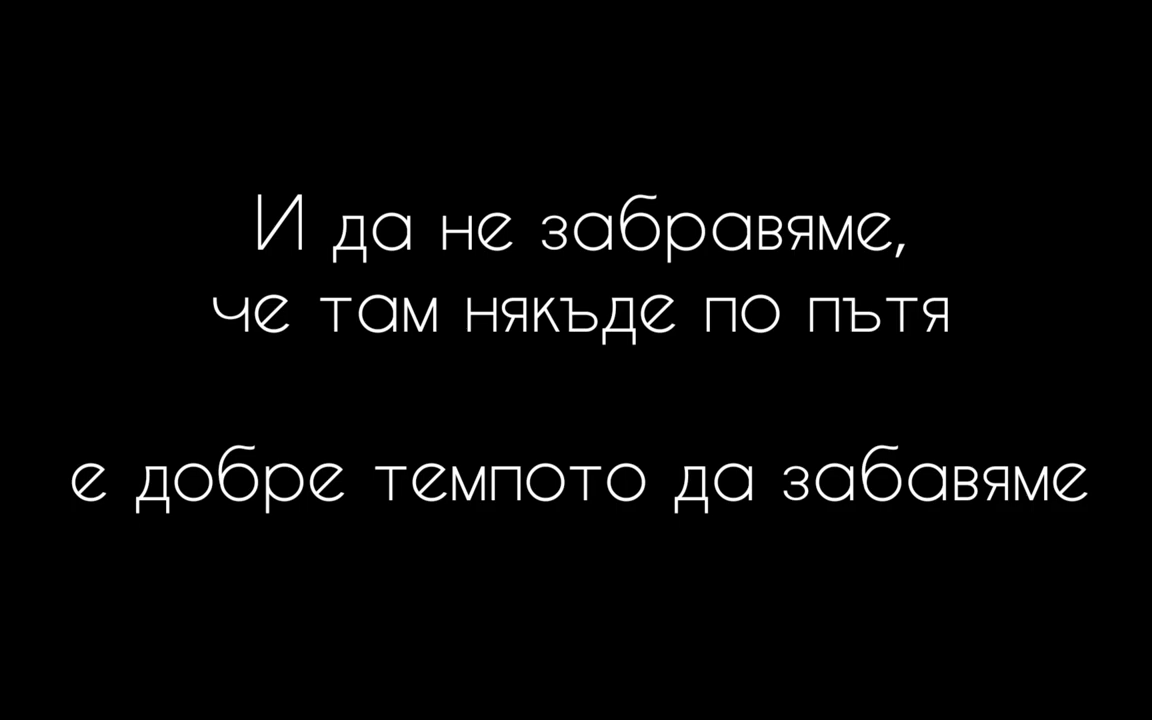 И да не забравяме,
че там някъде по пътя
е добре темпото да забавяме